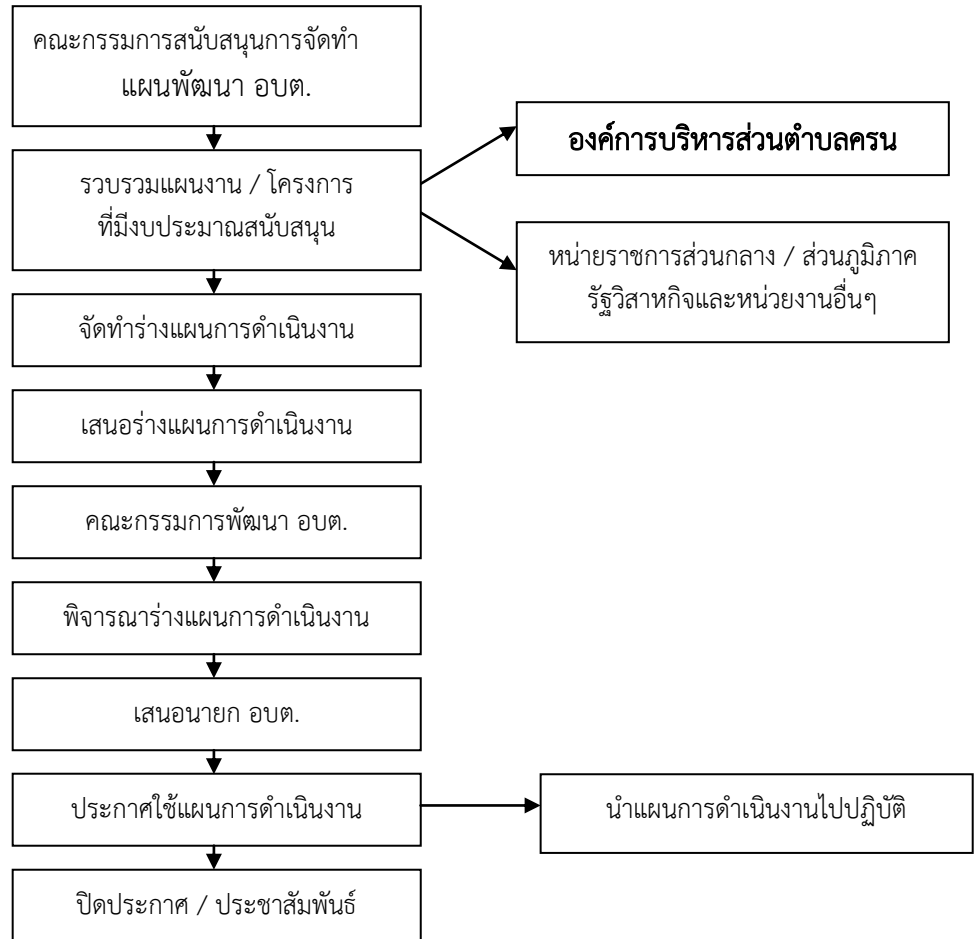 คณะกรรมการสนับสนุนการจัดทำ
แผนพัฒนา อบต.
องค์การบริหารส่วนตำบลครน
รวบรวมแผนงาน / โครงการ
ที่มีงบประมาณสนับสนุน
หน่ายราชการส่วนกลาง / ส่วนภูมิภาค
รัฐวิสาหกิจและหน่วยงานอื่นๆ
จัดทำร่างแผนการดำเนินงาน
เสนอร่างแผนการดำเนินงาน
คณะกรรมการพัฒนา อบต.
พิจารณาร่างแผนการดำเนินงาน
เสนอนายก อบต.
ประกาศใช้แผนการดำเนินงาน
นำแผนการดำเนินงานไปปฏิบัติ
ปิดประกาศ / ประชาสัมพันธ์